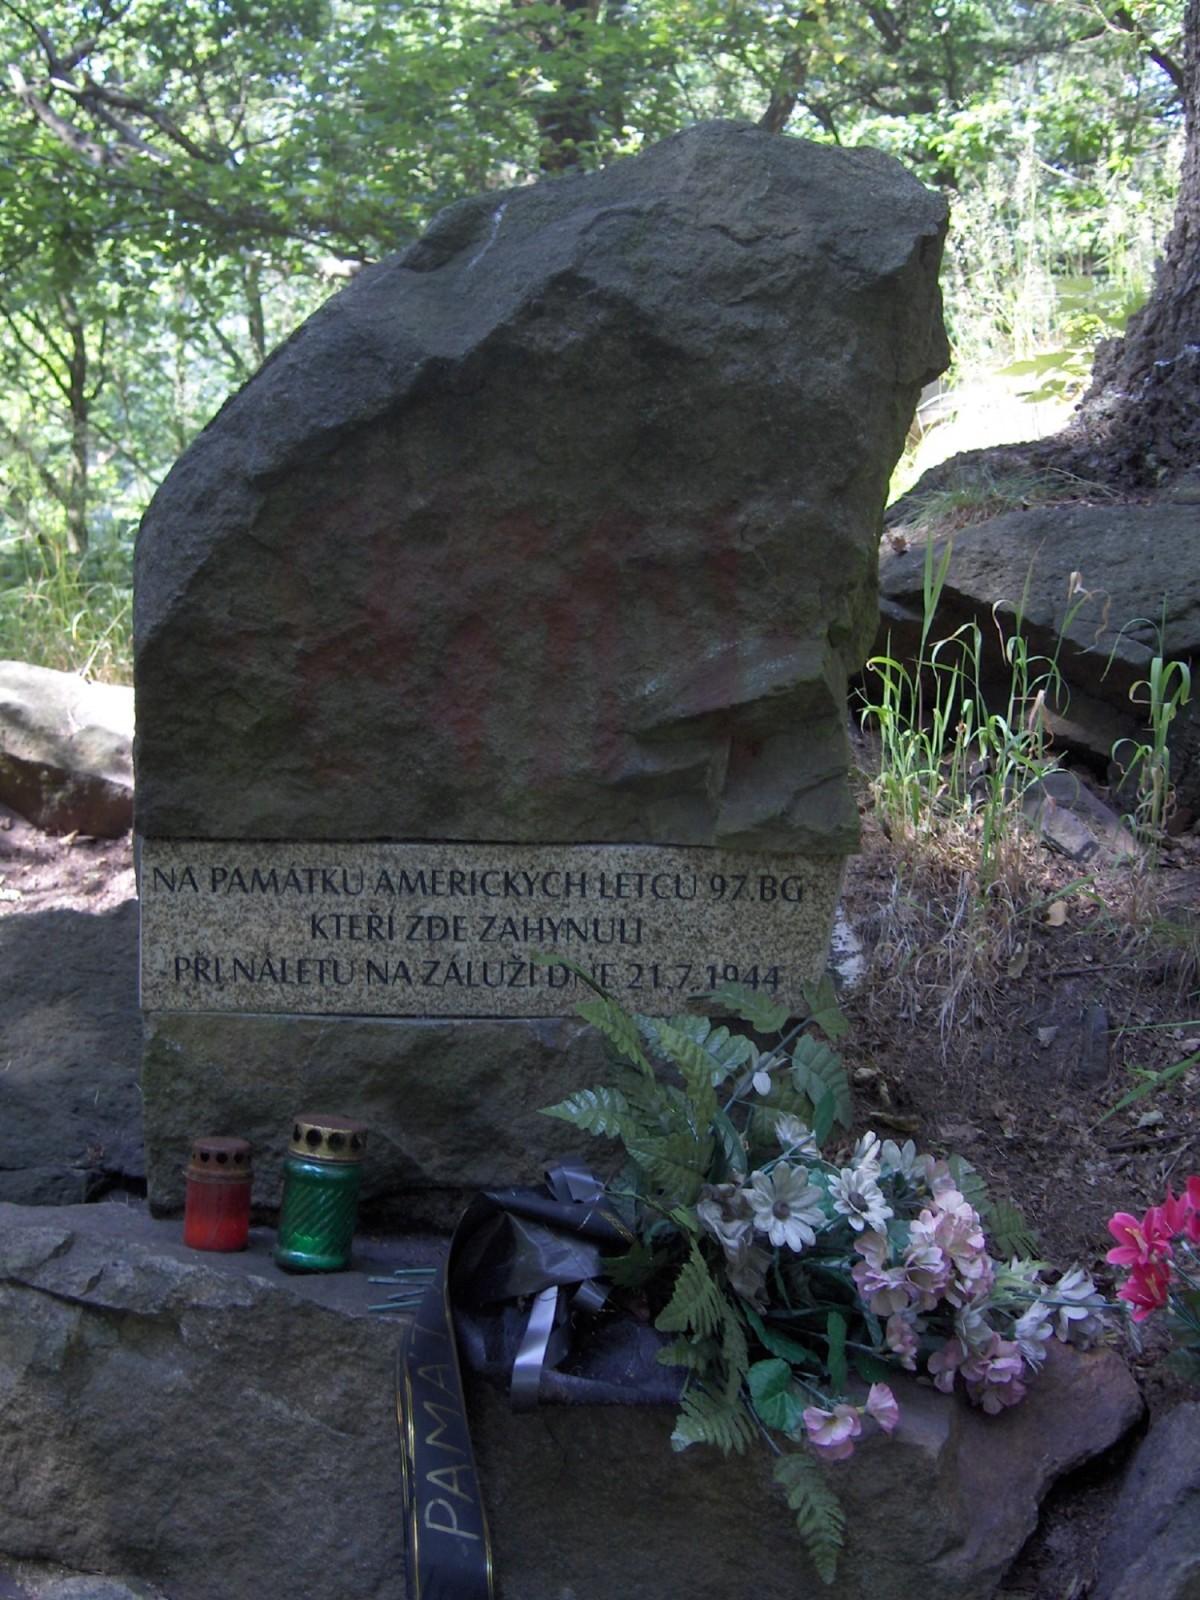 NA PAMÁTKU AMERICKÝCH LETCŮ 97.BG
KTEŘÍ ZDE ZAHYNULI
PŘI NÁLETU NA ZÁLUŽÍ DNE 21.7.1944
PAMÁT